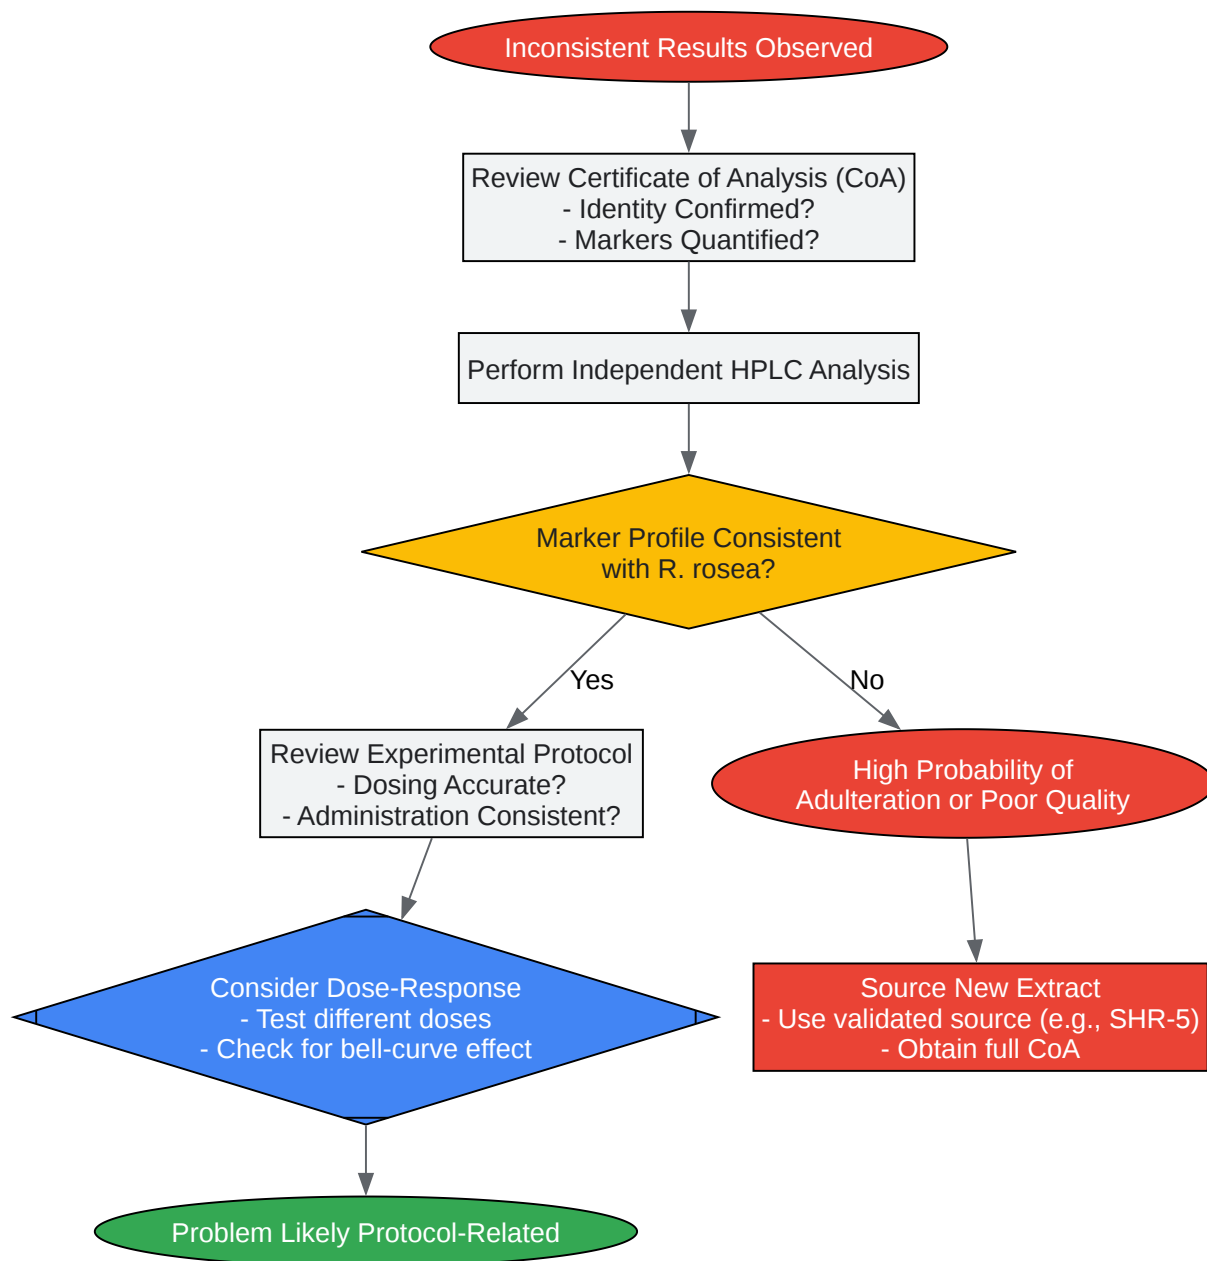 Inconsistent Results Observed
Review Certificate of Analysis (CoA)
- Identity Confirmed?
- Markers Quantified?
Perform Independent HPLC Analysis
Marker Profile Consistent
with R. rosea?
Yes
No
Review Experimental Protocol
- Dosing Accurate?
- Administration Consistent?
High Probability of
Adulteration or Poor Quality
Consider Dose-Response
- Test different doses
- Check for bell-curve effect
Source New Extract
- Use validated source (e.g., SHR-5)
- Obtain full CoA
Problem Likely Protocol-Related